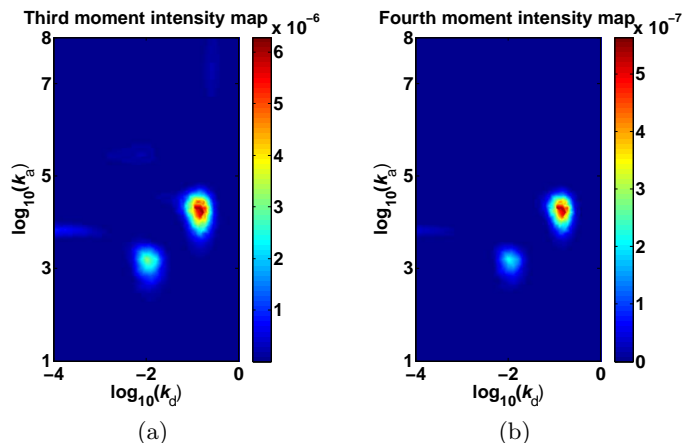 Third moment intensity map
x 10⁻⁶
8
7
5
3
1
log₁₀(kₐ)
−4
−2
0
log₁₀(k_d)
6
5
4
3
2
1
(a)
Fourth moment intensity map
x 10⁻⁷
8
7
5
3
1
log₁₀(kₐ)
−4
−2
0
log₁₀(k_d)
5
4
3
2
1
0
(b)